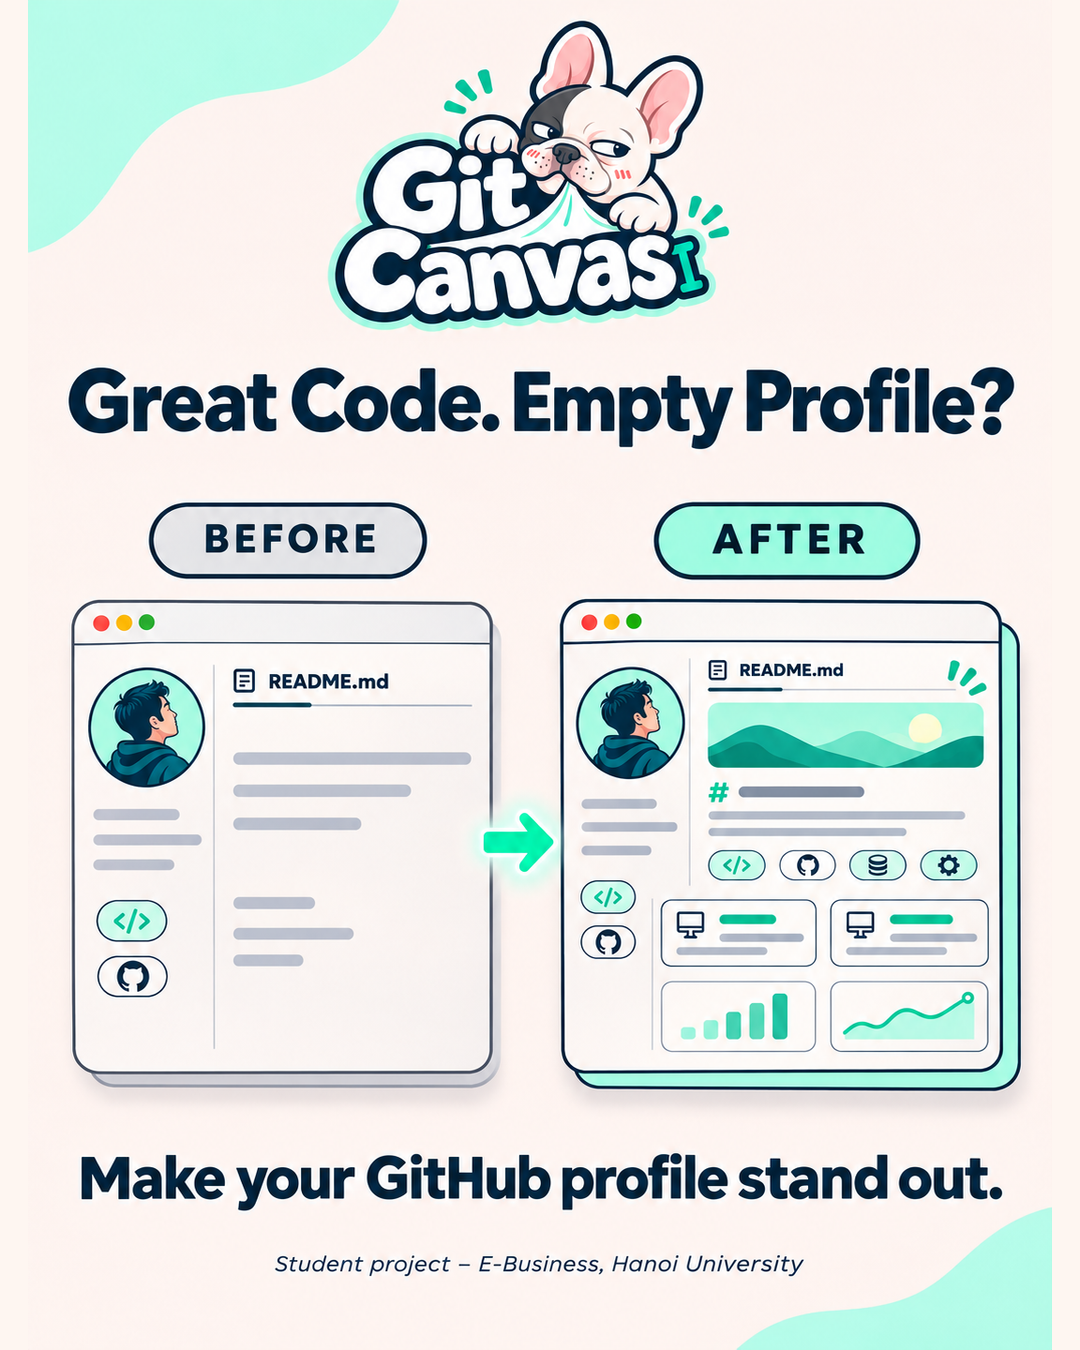 Git
CanvasI
Great Code. Empty Profile?
BEFORE
AFTER
README.md
README.md
#
</>
</>
</>
Make your GitHub profile stand out.
Student project – E-Business, Hanoi University